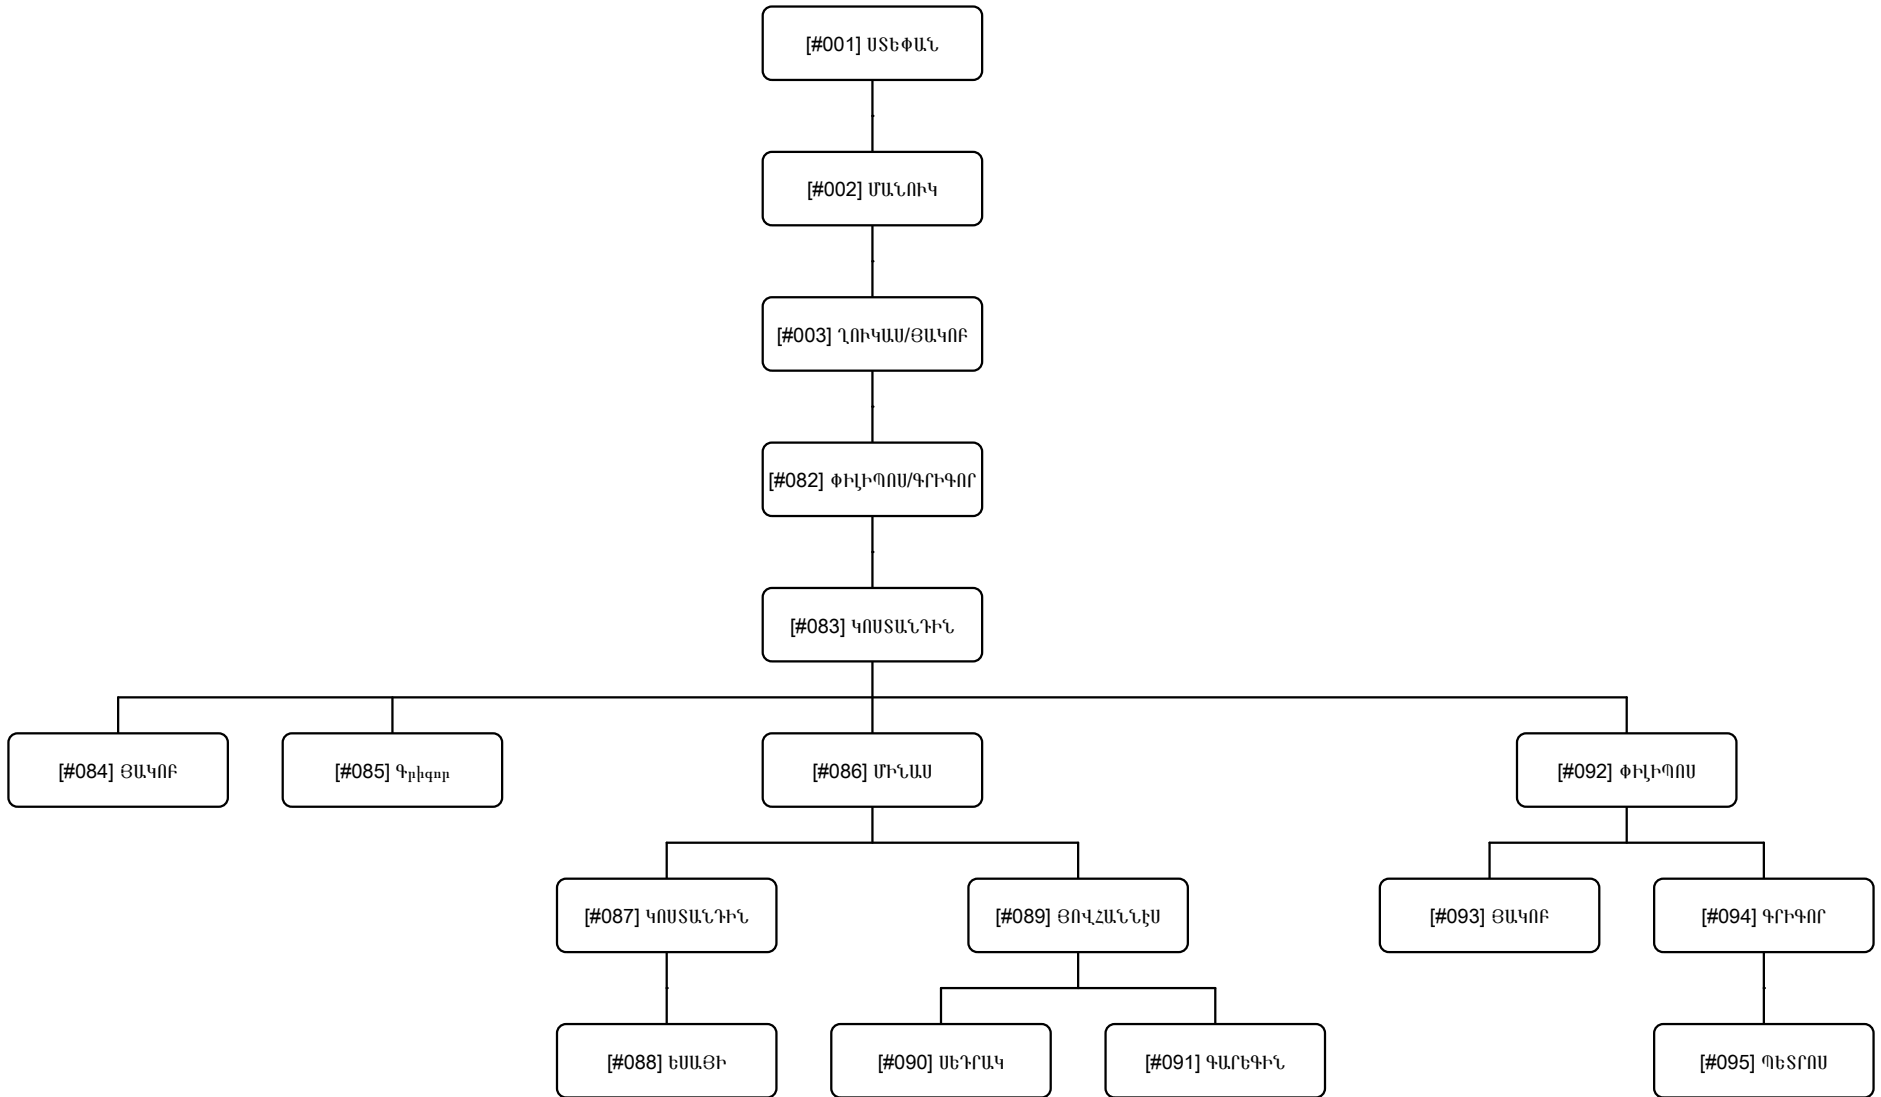 [#001] ՍՏԵՓԱՆ
[#002] ՄԱՆՈՒԿ
[#003] ՂՈՒԿԱՍ/ՅԱԿՈԲ
[#082] ՓԻԼԻՊՈՍ/ԳՐԻԳՈՐ
[#083] ԿՈՍՏԱՆԴԻՆ
[#084] ՅԱԿՈԲ
[#085] Գրիգոր
[#086] ՄԻՆԱՍ
[#092] ՓԻԼԻՊՈՍ
[#087] ԿՈՍՏԱՆԴԻՆ
[#089] ՅՈՎՀԱՆՆԷՍ
[#093] ՅԱԿՈԲ
[#094] ԳՐԻԳՈՐ
[#088] ԵՍԱՅԻ
[#090] ՍԵԴՐԱԿ
[#091] ԳԱՐԵԳԻՆ
[#095] ՊԵՏՐՈՍ